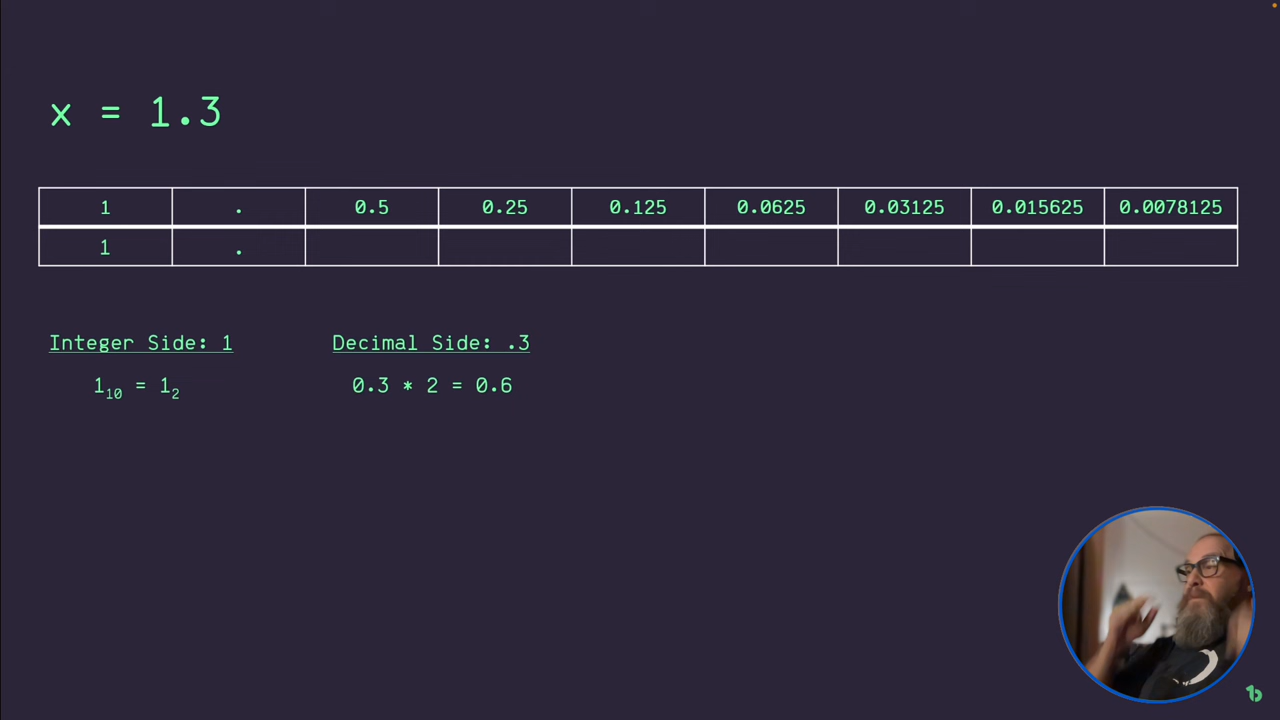 x = 1.3
1 . 0.5 0.25 0.125 0.0625 0.03125 0.015625 0.0078125
1 .
Integer Side: 1
1₁₀ = 1₂
Decimal Side: .3
0.3 * 2 = 0.6